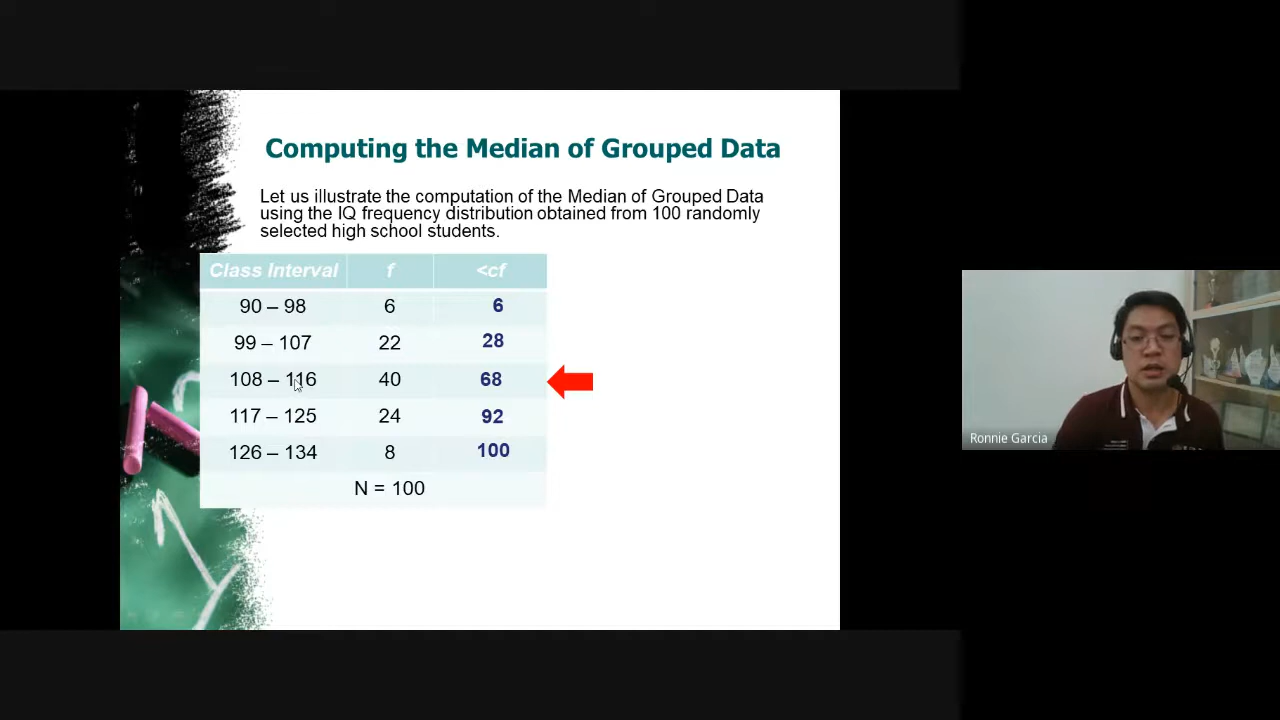 Computing the Median of Grouped Data
Let us illustrate the computation of the Median of Grouped Data
using the IQ frequency distribution obtained from 100 randomly
selected high school students.
Class Interval f <cf
90 – 98 6 6
99 – 107 22 28
108 – 116 40 68
117 – 125 24 92
126 – 134 8 100
N = 100
Ronnie Garcia